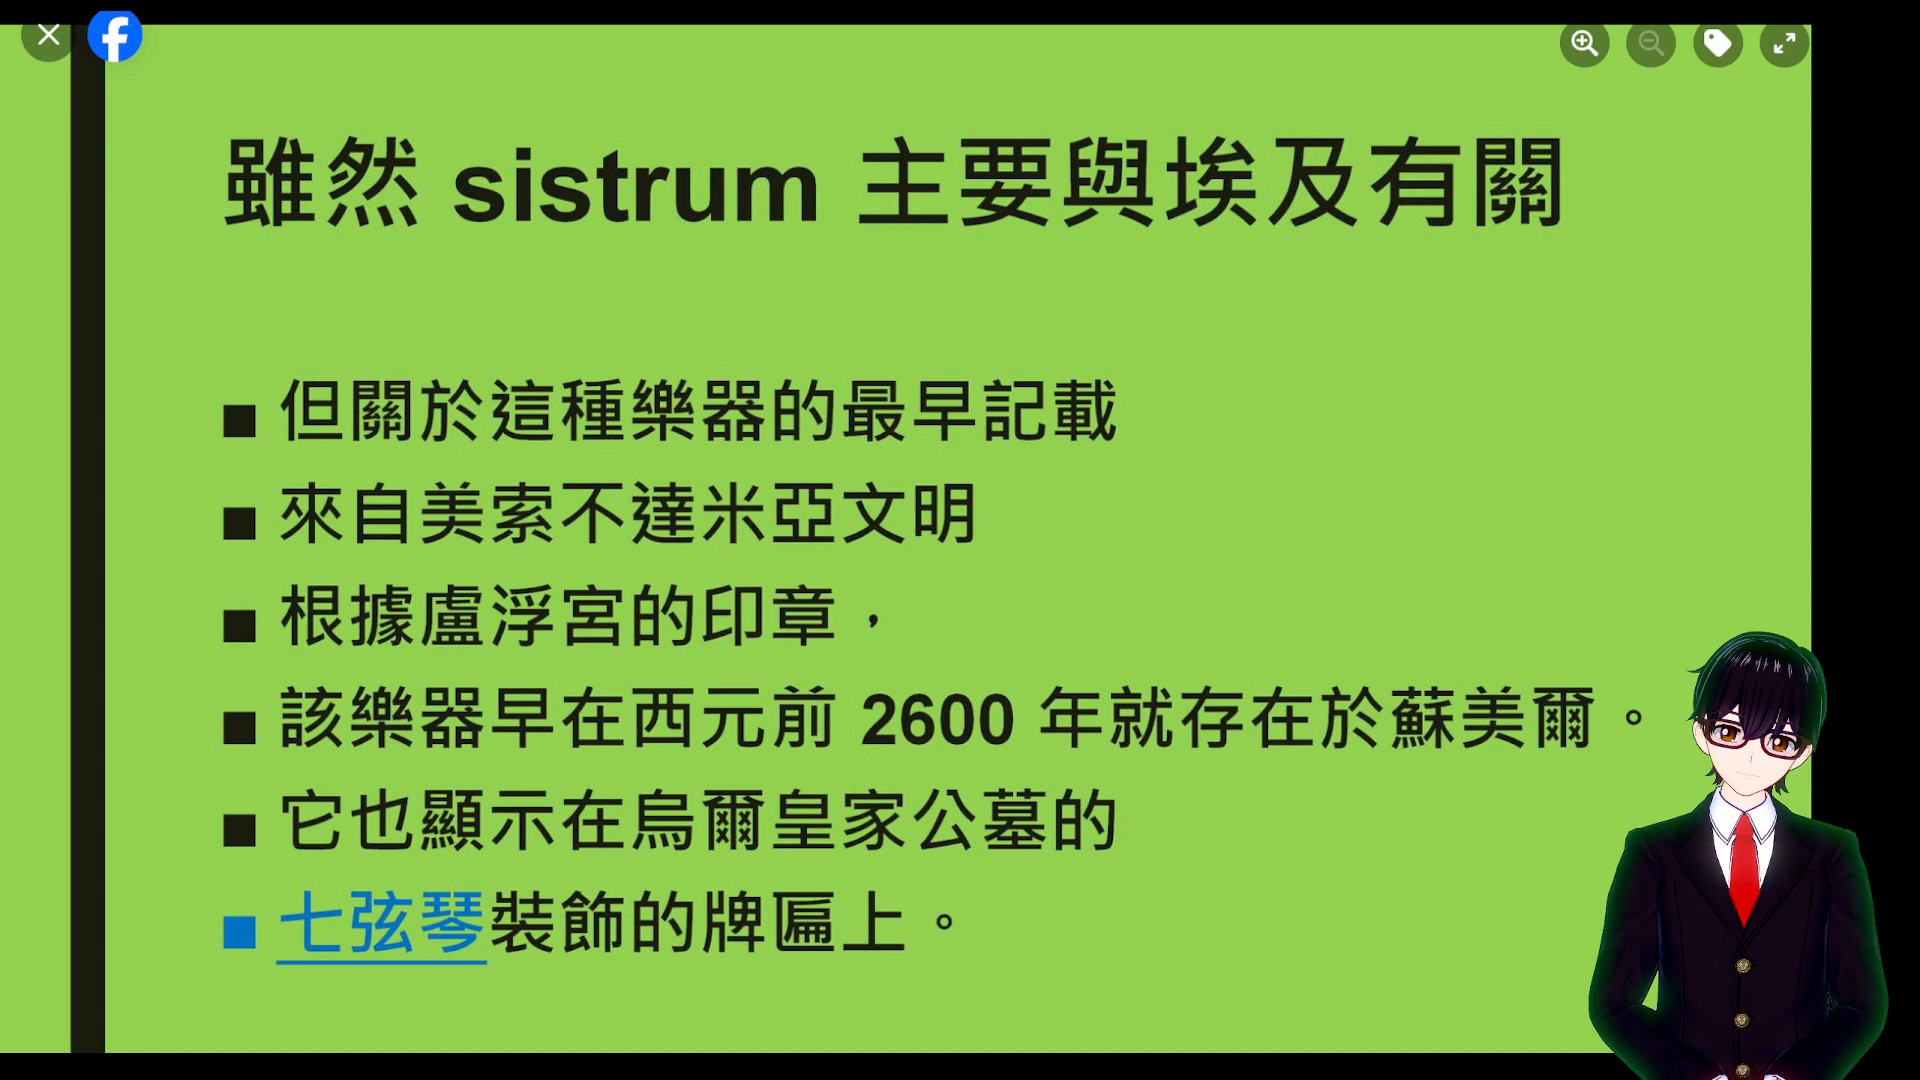 雖然 sistrum 主要與埃及有關
■ 但關於這種樂器的最早記載
■ 來自美索不達米亞文明
■ 根據盧浮宮的印章，
■ 該樂器早在西元前 2600 年就存在於蘇美爾。
■ 它也顯示在烏爾皇家公墓的
■ 七弦琴裝飾的牌匾上。